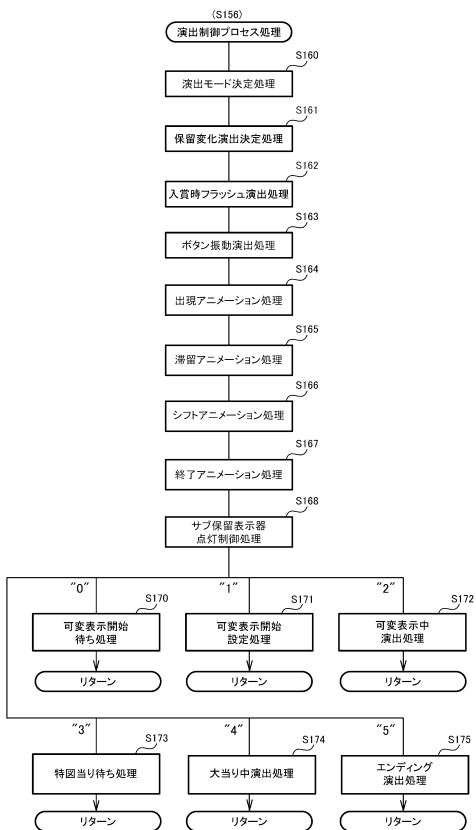 (S156)
演出制御プロセス処理
S160
演出モード決定処理
S161
保留変化演出決定処理
S162
入賞時フラッシュ演出処理
S163
ボタン振動演出処理
S164
出現アニメーション処理
S165
滞留アニメーション処理
S166
シフトアニメーション処理
S167
終了アニメーション処理
S168
サブ保留表示器
点灯制御処理
"0"
S170
可変表示開始
待ち処理
リターン
"1"
S171
可変表示開始
設定処理
リターン
"2"
S172
可変表示中
演出処理
リターン
"3"
S173
特図当り待ち処理
リターン
"4"
S174
大当り中演出処理
リターン
"5"
S175
エンディング
演出処理
リターン